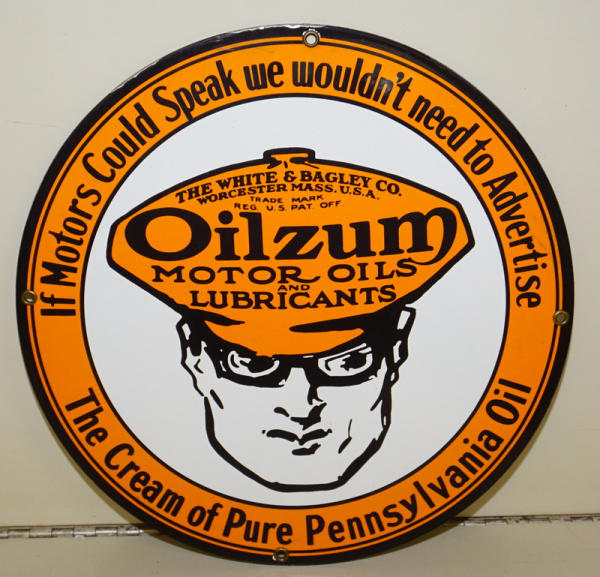 If Motors Could Speak we wouldn't need to Advertise
THE WHITE & BAGLEY CO.
WORCESTER MASS. U.S.A.
TRADE MARK
REG. U.S. PAT. OFF.
Oilzum
MOTOR OILS
AND
LUBRICANTS
The Cream of Pure Pennsylvania Oil